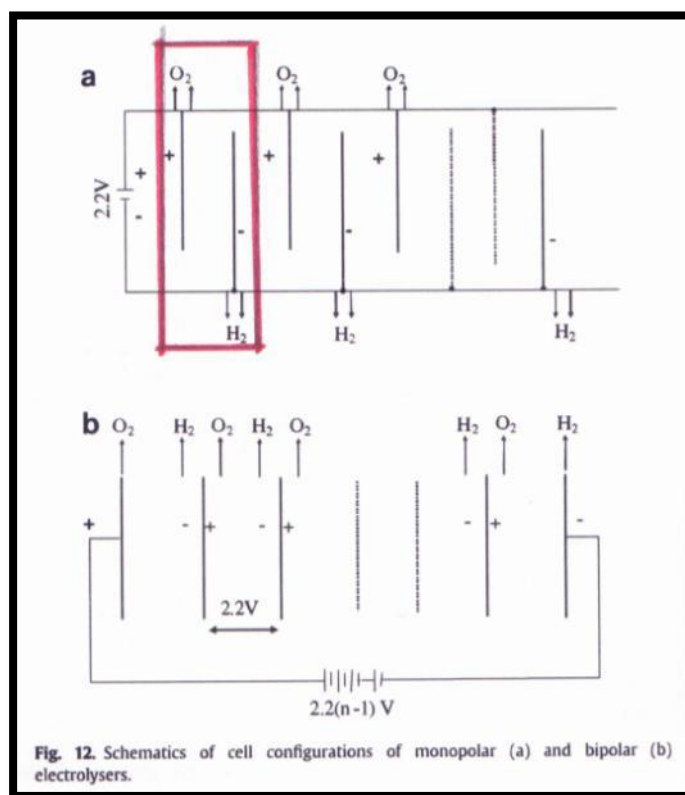 a
O₂ O₂ O₂
+ + + +
2.2V
- - - -
H₂ H₂ H₂
b O₂ H₂ O₂ H₂ O₂ H₂ O₂ H₂
+ - + - + - + -
2.2V
2.2(n-1) V
Fig. 12. Schematics of cell configurations of monopolar (a) and bipolar (b)
electrolysers.